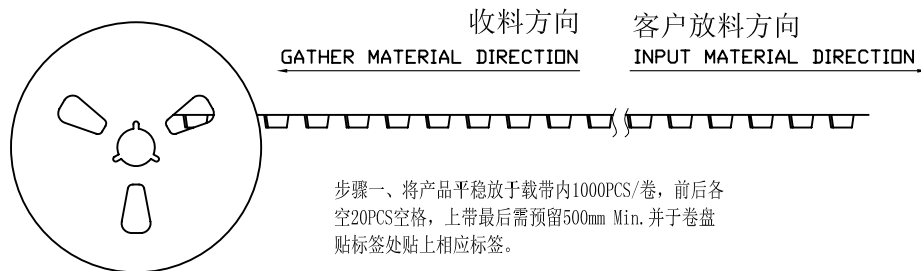 收料方向
GATHER MATERIAL DIRECTION
客户放料方向
INPUT MATERIAL DIRECTION
步骤一、将产品平稳放于载带内1000PCS/卷，前后各
空20PCS空格，上带最后需预留500mm Min.并于卷盘
贴标签处贴上相应标签。